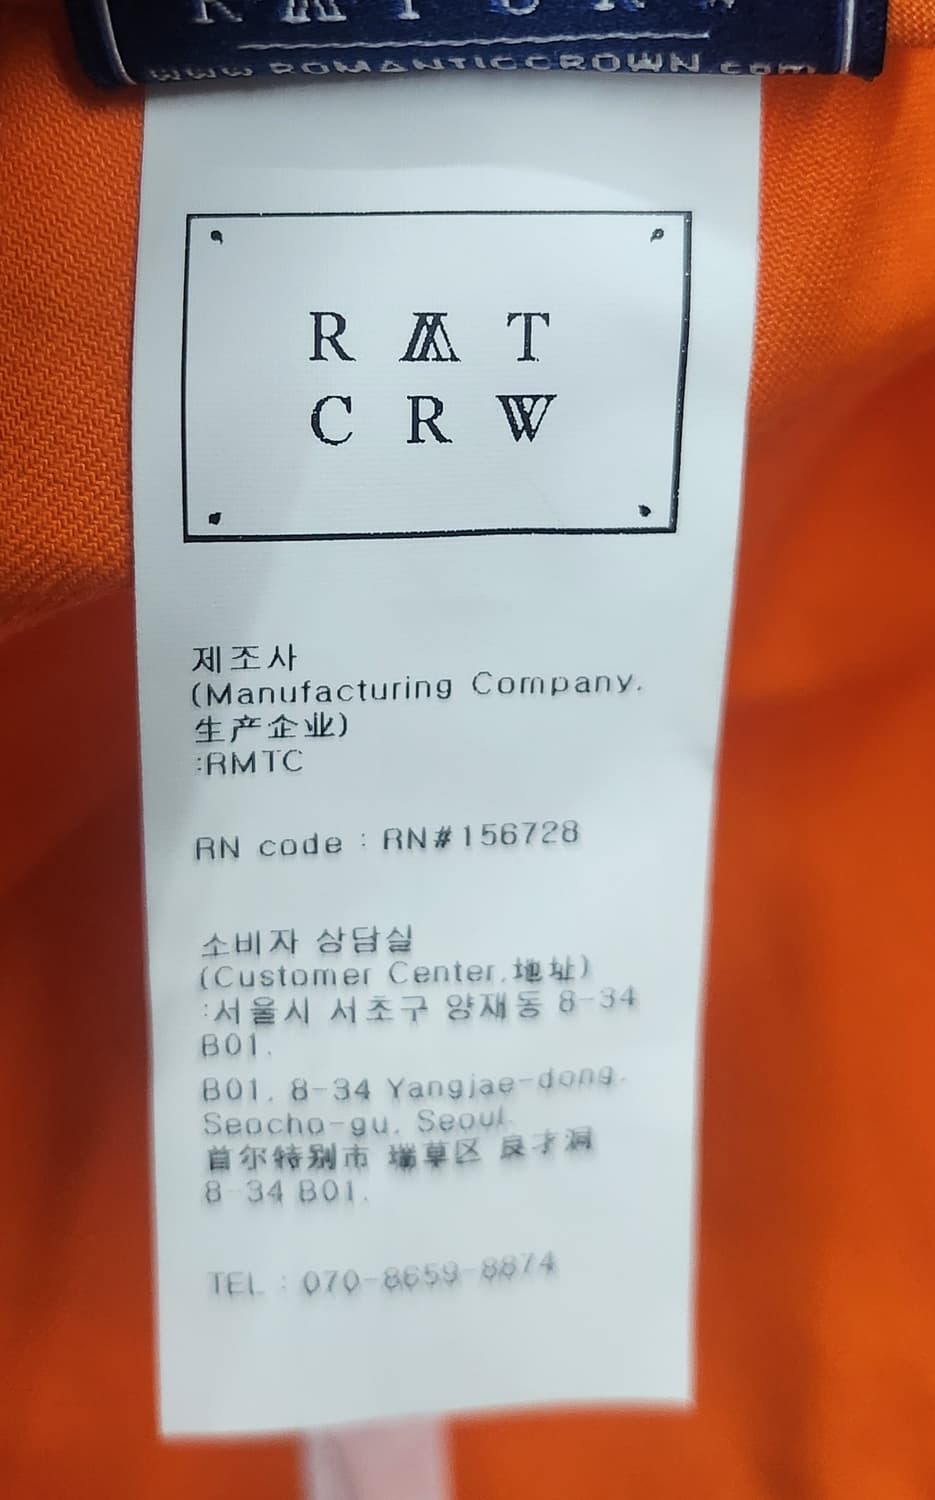 R M T C R W
www.ROMANTICCROWN.com
R M T
C R W
제조사
(Manufacturing Company.
生产企业)
:RMTC
RN code : RN#156728
소비자 상담실
(Customer Center.地址)
:서울시 서초구 양재동 8-34
B01.
B01. 8-34 Yangjae-dong.
Seocho-gu. Seoul.
首尔特别市 瑞草区 良才洞
8-34 B01.
TEL : 070-8659-8874